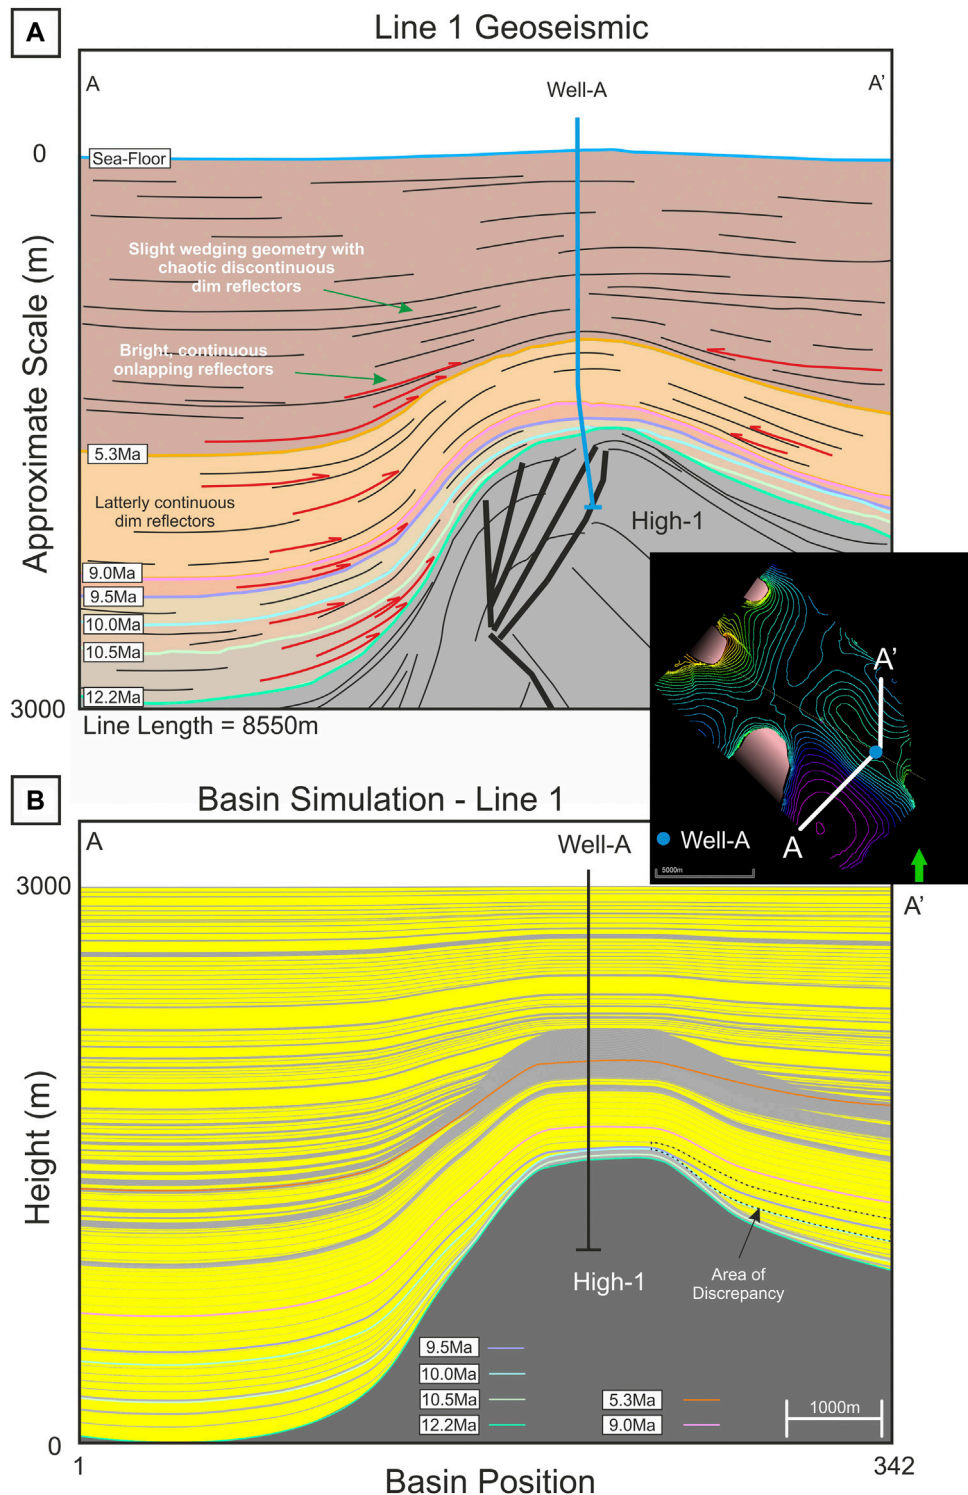 A
Line 1 Geoseismic
A
A'
Well-A
0
Sea-Floor
Slight wedging geometry with
chaotic discontinuous
dim reflectors
Bright, continuous
onlapping reflectors
Approximate Scale (m)
5.3Ma
Latterly continuous
dim reflectors
High-1
9.0Ma
9.5Ma
10.0Ma
10.5Ma
12.2Ma
3000
Line Length = 8550m
A'
Well-A
A
5000m
B
Basin Simulation - Line 1
A
Well-A
A'
3000
Height (m)
High-1
Area of
Discrepancy
9.5Ma
10.0Ma
10.5Ma
12.2Ma
5.3Ma
9.0Ma
1000m
0
1
342
Basin Position